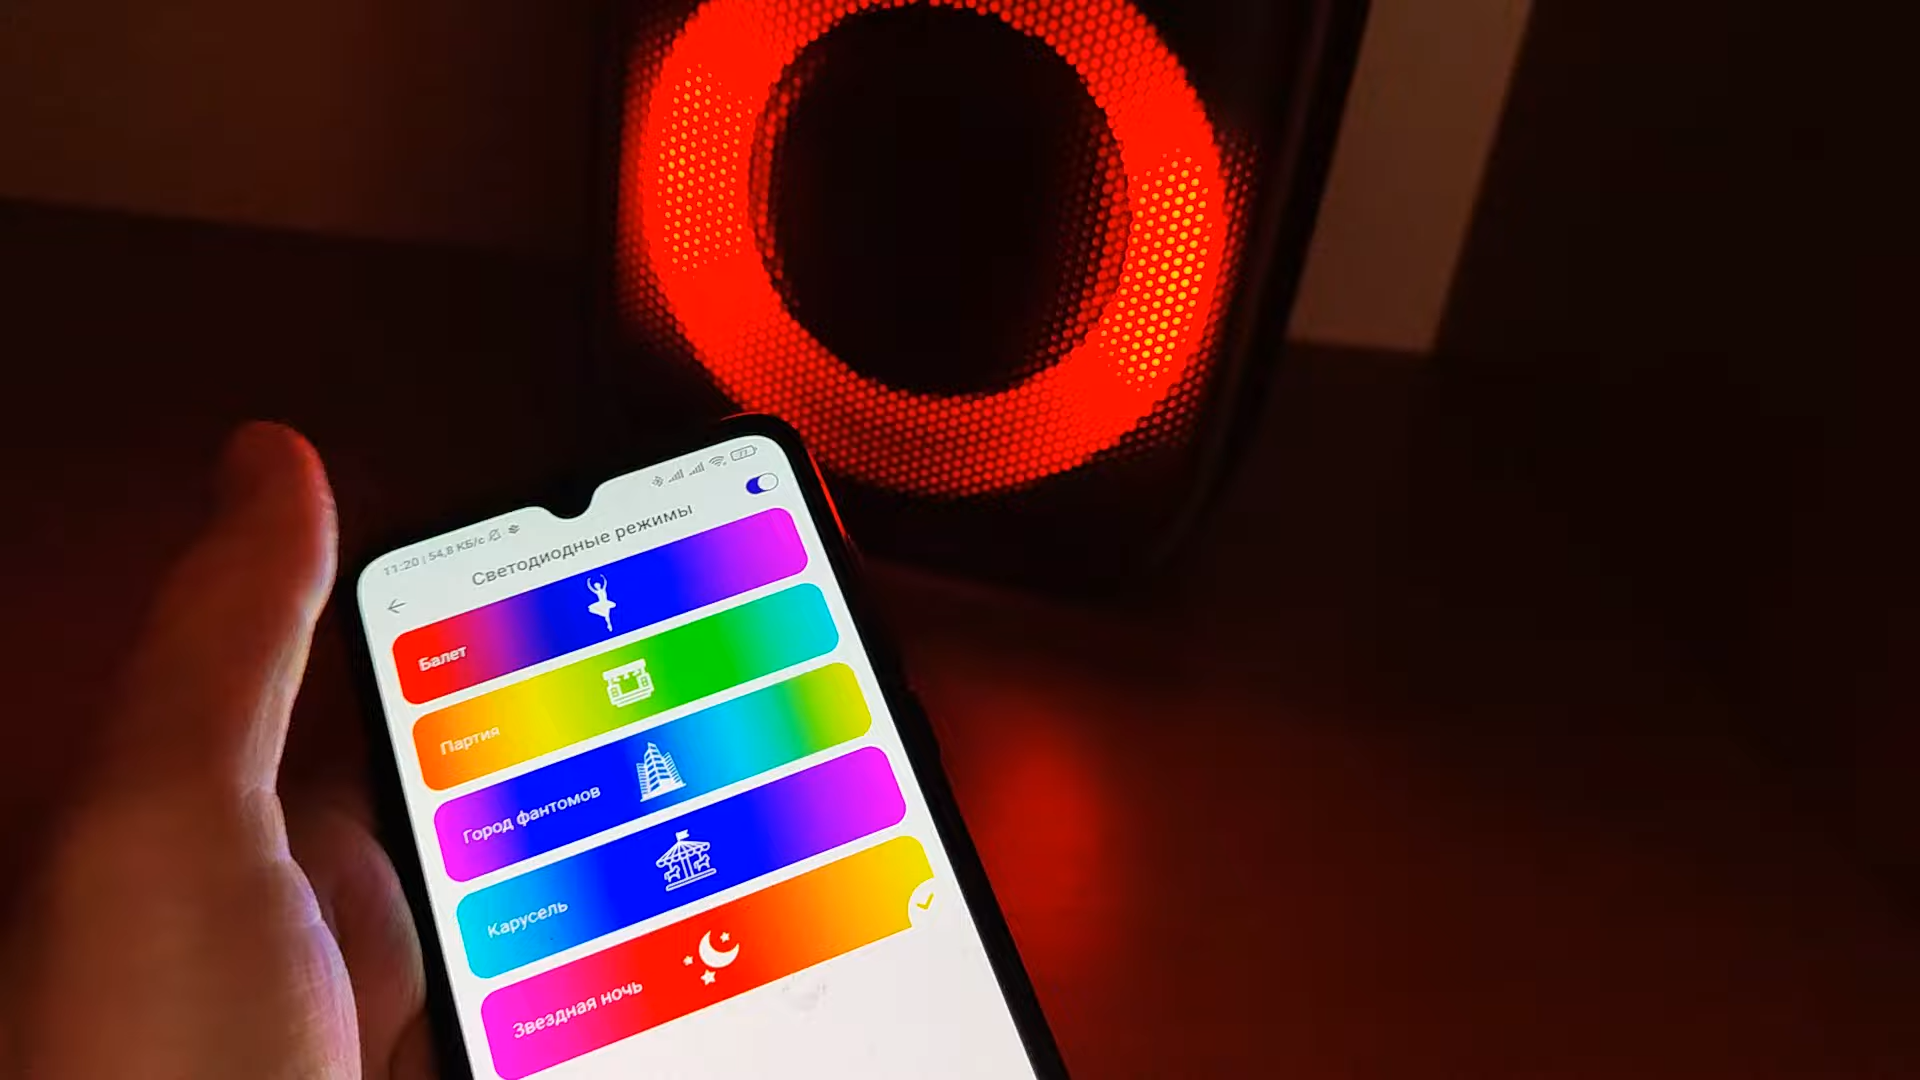 11:20 | 54,8 КБ/с
Светодиодные режимы
Балет
Партия
Город фантомов
Карусель
Звездная ночь